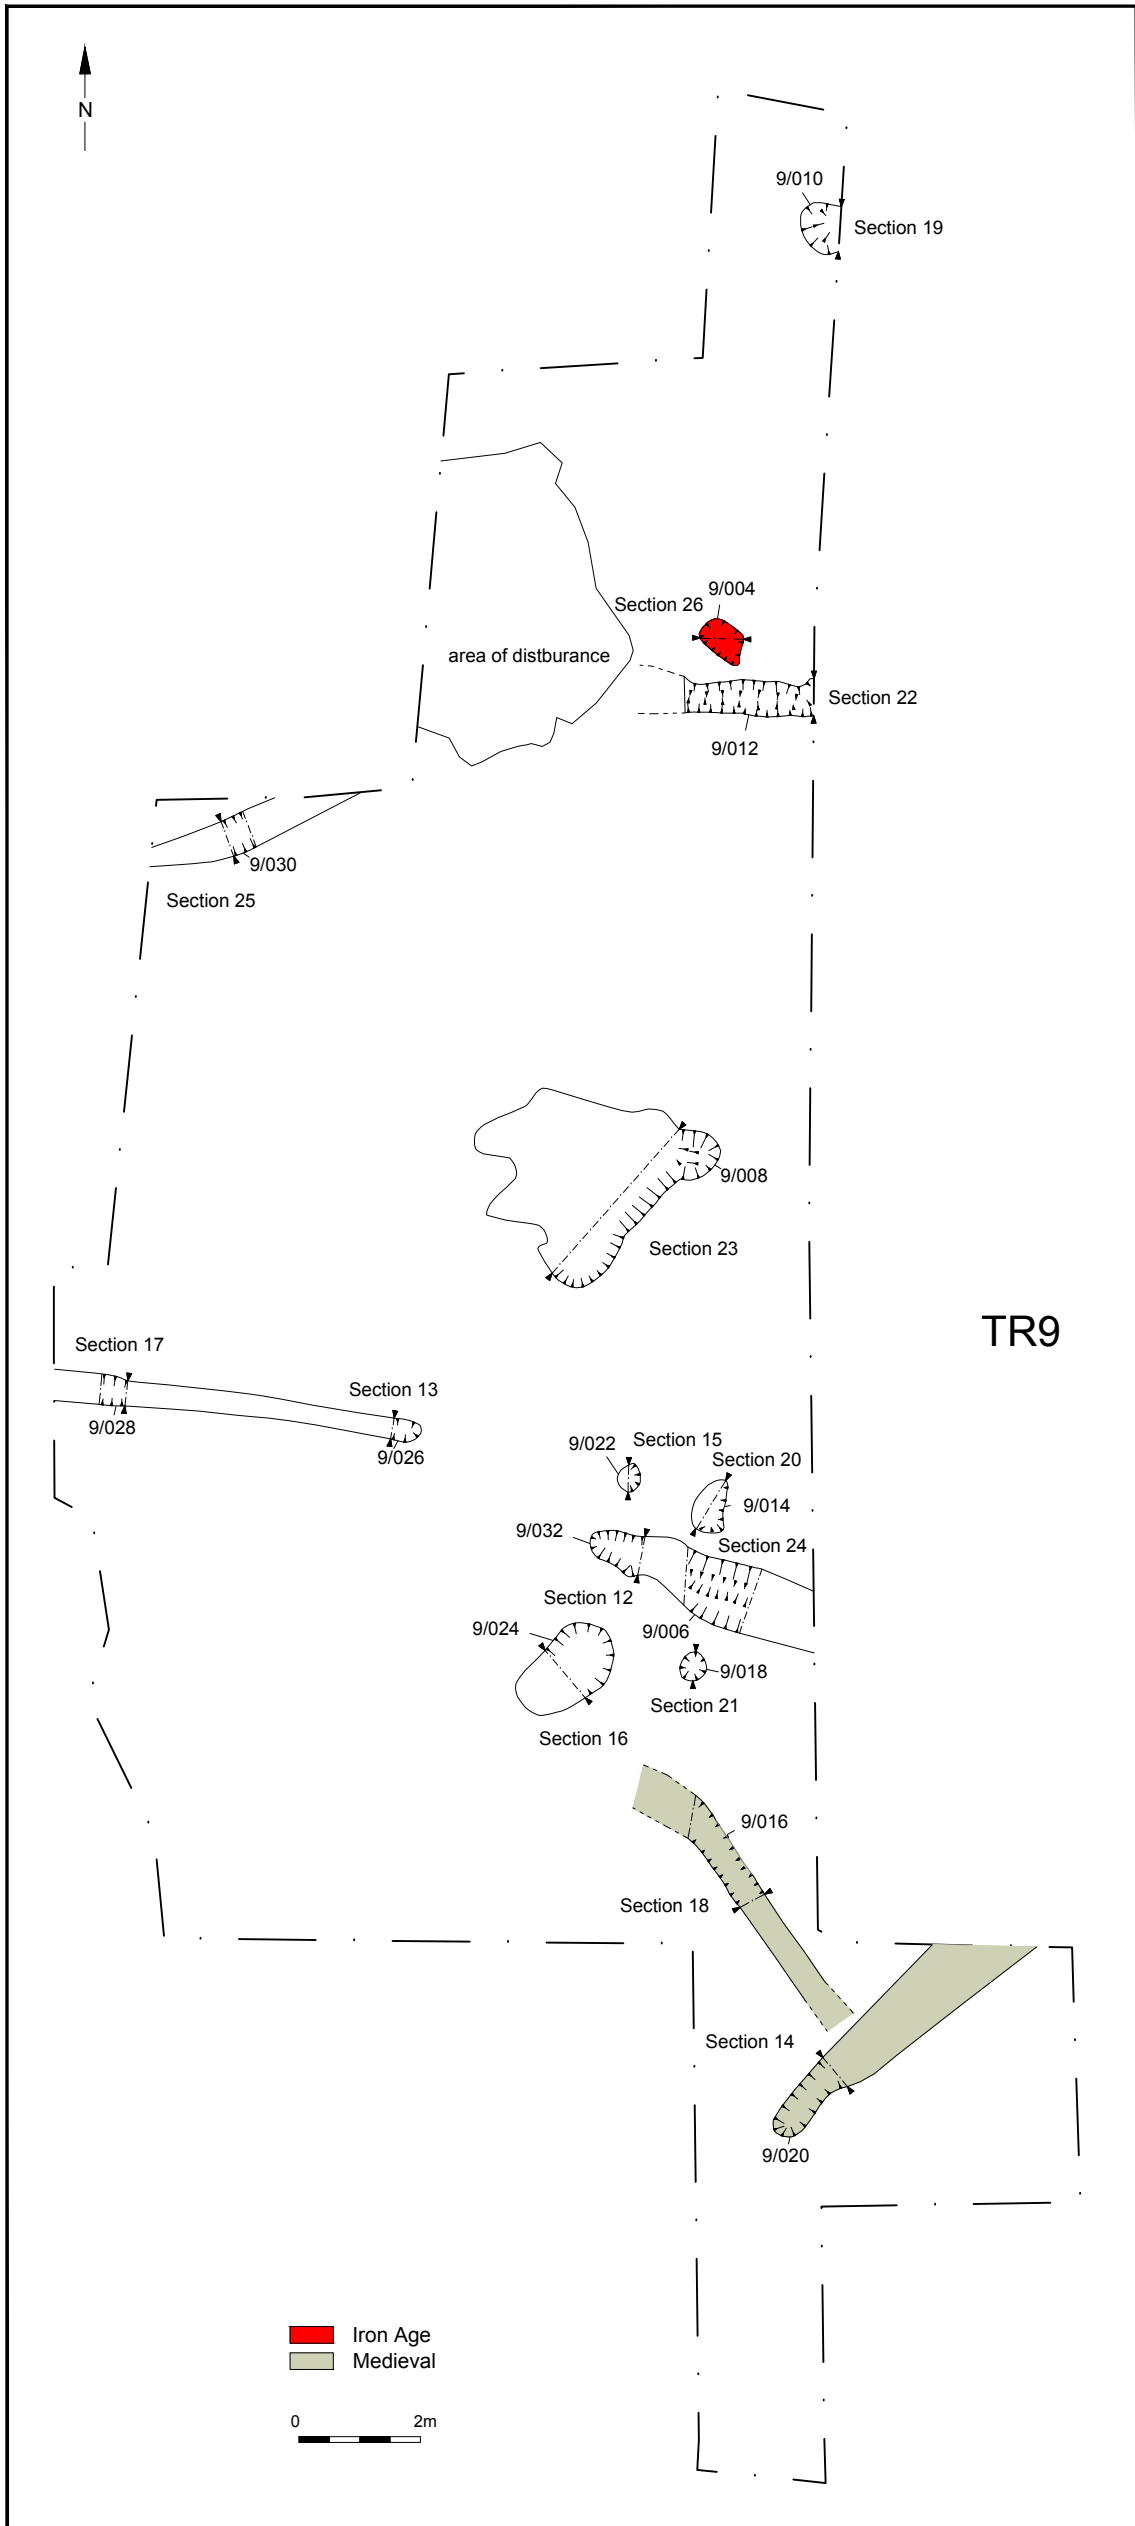 N
9/010
Section 19
9/004
Section 26
area of distburance
Section 22
9/012
9/030
Section 25
9/008
Section 23
TR9
Section 17
Section 13
9/028
9/026
9/022
Section 15
Section 20
9/014
9/032
Section 24
Section 12
9/024
9/006
9/018
Section 21
Section 16
9/016
Section 18
Section 14
9/020
Iron Age
Medieval
0 2m